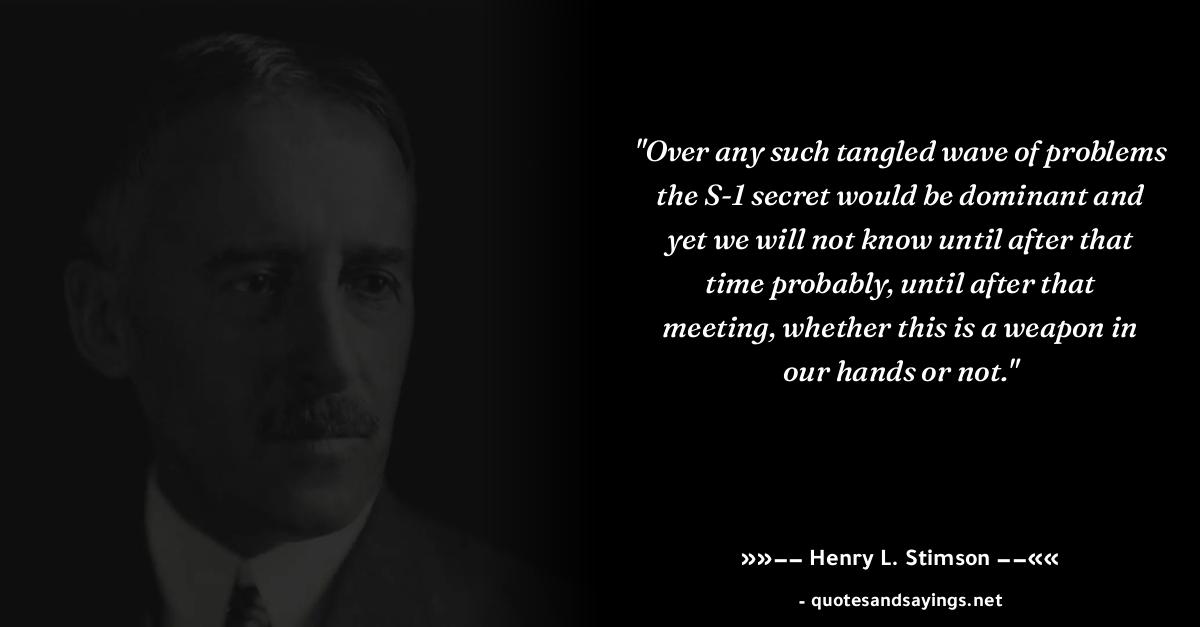 "Over any such tangled wave of problems
the S-1 secret would be dominant and
yet we will not know until after that
time probably, until after that
meeting, whether this is a weapon in
our hands or not."
»»–– Henry L. Stimson ––««
- quotesandsayings.net